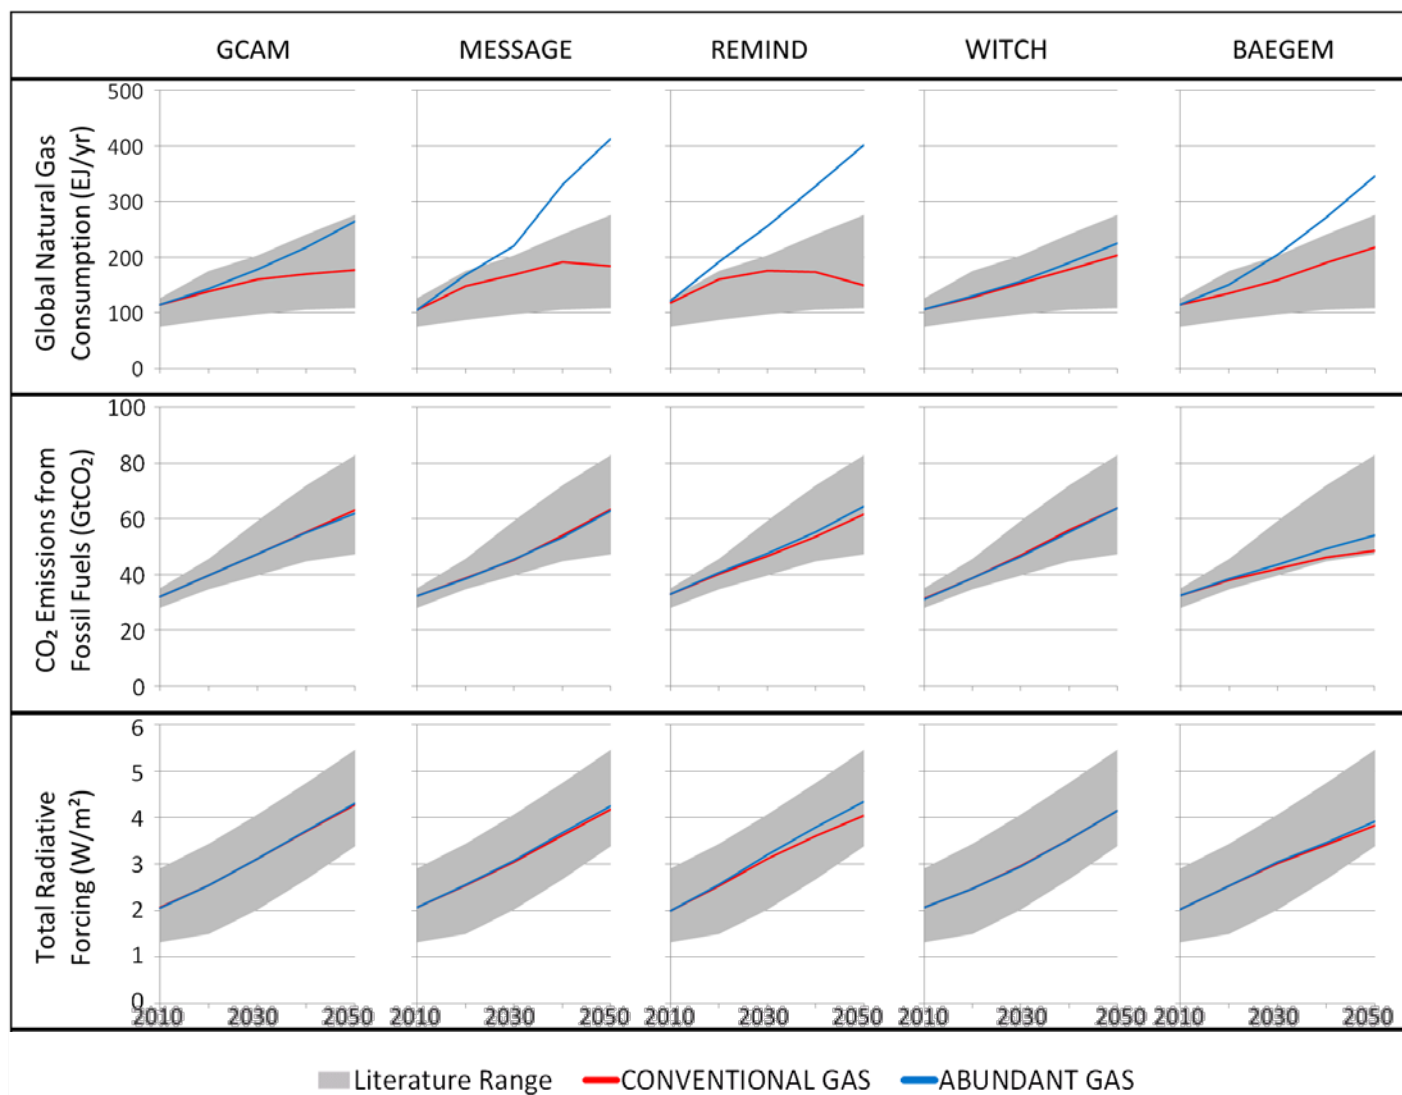 GCAM MESSAGE REMIND WITCH BAEGEM
Global Natural Gas
Consumption (EJ/yr)
500
400
300
200
100
0
CO₂ Emissions from
Fossil Fuels (GtCO₂)
100
80
60
40
20
0
Total Radiative
Forcing (W/m²)
6
5
4
3
2
1
0
2010 2030 2050 2010 2030 2050 2010 2030 2050 2010 2030 2050 2010 2030 2050
Literature Range CONVENTIONAL GAS ABUNDANT GAS